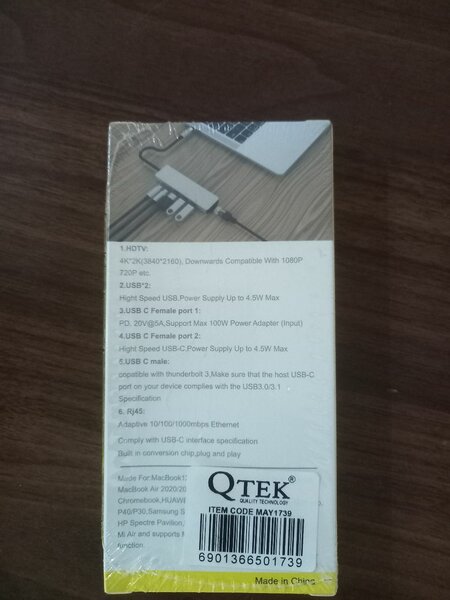 1.HDTV:
4K*2K(3840*2160), Downwards Compatible With 1080P
720P etc.
2.USB*2:
Hight Speed USB,Power Supply Up to 4.5W Max
3.USB C Female port 1:
PD, 20V@5A,Support Max 100W Power Adapter (Input)
4.USB C Female port 2:
Hight Speed USB-C,Power Supply Up to 4.5W Max
5.USB C male:
popatible with thunderbolt 3,Make sure that the host USB-C
port on your device complies with the USB3.0/3.1
Specification
6. Rj45:
Adaptive 10/100/1000mbps Ethernet
Comply with USB-C interface specification
Built in conversion chip,plug and play
Made For:MacBook12
MacBook Air 2020/20
Chromebook,HUAWE
P40/P30,Samsung S
HP Spectre Pavilion,
Mi Air and supports
function.
QTEK®
QUALITY TECHNOLOGY
ITEM CODE MAY1739
6901366501739
Made in China